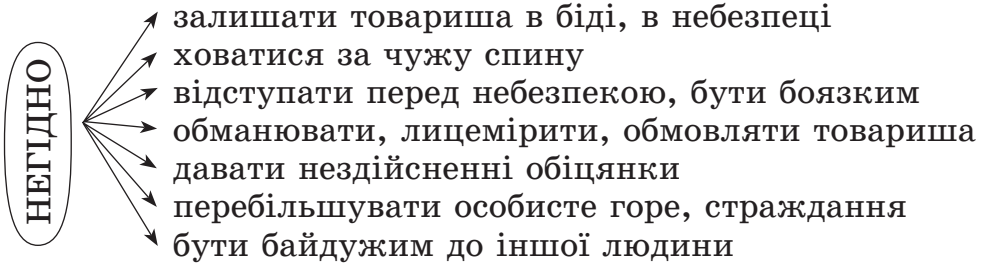 НЕГІДНО
залишати товариша в біді, в небезпеці
ховатися за чужу спину
відступати перед небезпекою, бути боязким
обманювати, лицемірити, обмовляти товариша
давати нездійсненні обіцянки
перебільшувати особисте горе, страждання
бути байдужим до іншої людини